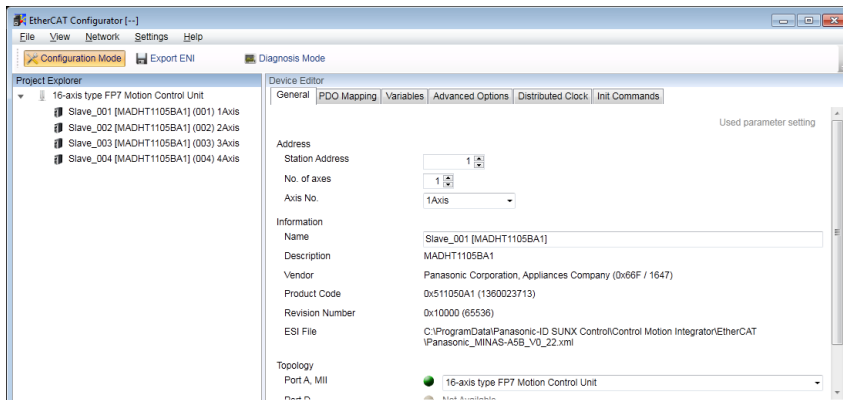 EtherCAT Configurator [--]
File View Network Settings Help
Configuration Mode Export ENI Diagnosis Mode
Project Explorer
16-axis type FP7 Motion Control Unit
Slave_001 [MADHT1105BA1] (001) 1Axis
Slave_002 [MADHT1105BA1] (002) 2Axis
Slave_003 [MADHT1105BA1] (003) 3Axis
Slave_004 [MADHT1105BA1] (004) 4Axis
Device Editor
General PDO Mapping Variables Advanced Options Distributed Clock Init Commands
Used parameter setting
Address
Station Address 1
No. of axes 1
Axis No. 1Axis
Information
Name Slave_001 [MADHT1105BA1]
Description MADHT1105BA1
Vendor Panasonic Corporation, Appliances Company (0x66F / 1647)
Product Code 0x511050A1 (1360023713)
Revision Number 0x10000 (65536)
ESI File C:\ProgramData\Panasonic-ID SUNX Control\Control Motion Integrator\EtherCAT
\Panasonic_MINAS-A5B_V0_22.xml
Topology
Port A, MII 16-axis type FP7 Motion Control Unit
Port D Not Available